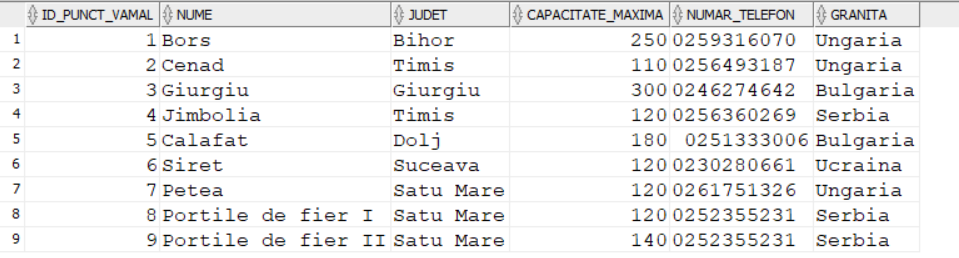 ID_PUNCT_VAMAL NUME JUDET CAPACITATE_MAXIMA NUMAR_TELEFON GRANITA
1 1 Bors Bihor 250 0259316070 Ungaria
2 2 Cenad Timis 110 0256493187 Ungaria
3 3 Giurgiu Giurgiu 300 0246274642 Bulgaria
4 4 Jimbolia Timis 120 0256360269 Serbia
5 5 Calafat Dolj 180 0251333006 Bulgaria
6 6 Siret Suceava 120 0230280661 Ucraina
7 7 Petea Satu Mare 120 0261751326 Ungaria
8 8 Portile de fier I Satu Mare 120 0252355231 Serbia
9 9 Portile de fier II Satu Mare 140 0252355231 Serbia